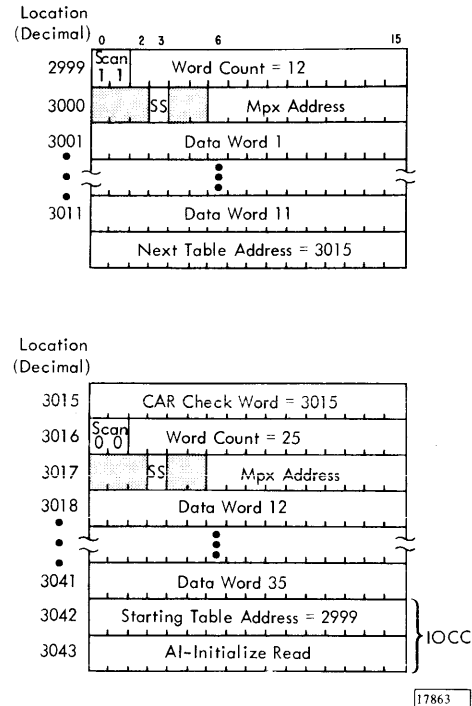 Location
(Decimal)
0 2 3 6 15
2999 Scan 1 1 Word Count = 12
3000 SS Mpx Address
3001 Data Word 1
3011 Data Word 11
Next Table Address = 3015
Location
(Decimal)
3015 CAR Check Word = 3015
3016 Scan 0 0 Word Count = 25
3017 SS Mpx Address
3018 Data Word 12
3041 Data Word 35
3042 Starting Table Address = 2999
3043 AI-Initialize Read
IOCC
17863